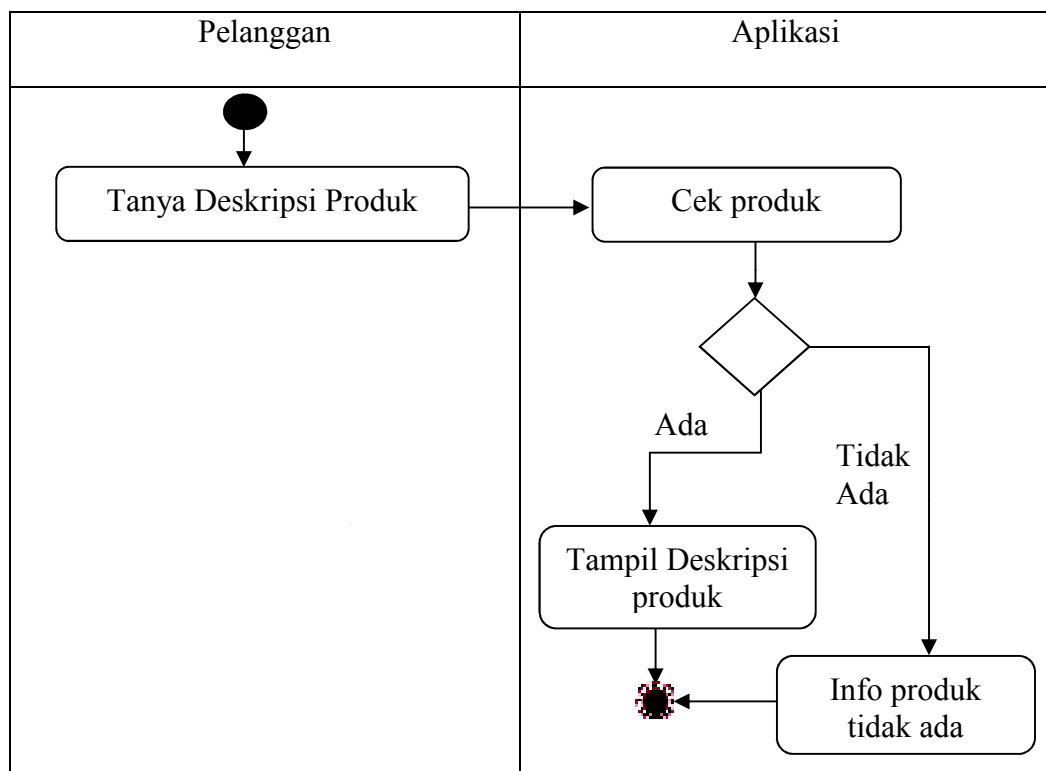 Pelanggan
Aplikasi
Tanya Deskripsi Produk
Cek produk
Ada
Tidak
Ada
Tampil Deskripsi
produk
Info produk
tidak ada